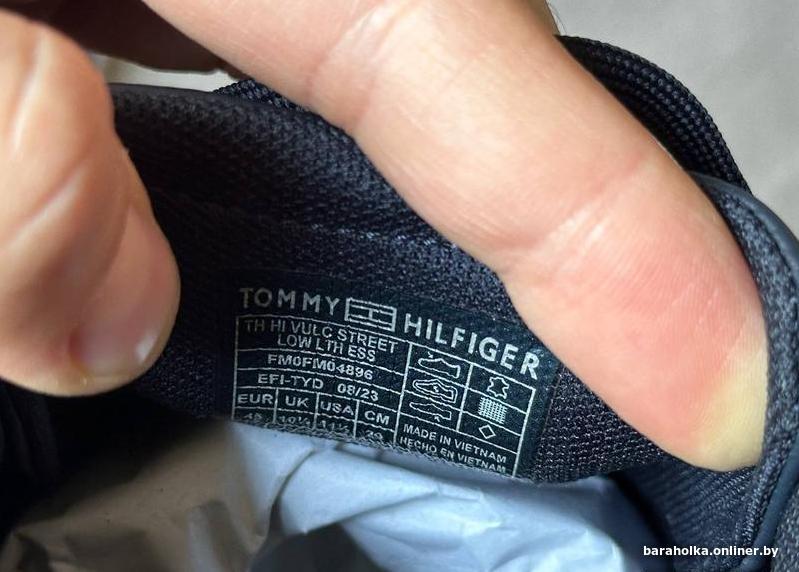 TOMMY HILFIGER
TH HI VULC STREET
LOW LTH ESS
FM0FM04896
EFI-TYD 08/23
EUR UK USA CM
MADE IN VIETNAM
HECHO EN VIETNAM
baraholka.onliner.by